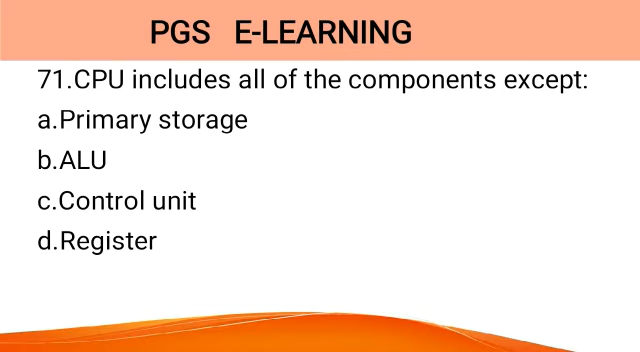 PGS E-LEARNING
71.CPU includes all of the components except:
a.Primary storage
b.ALU
c.Control unit
d.Register